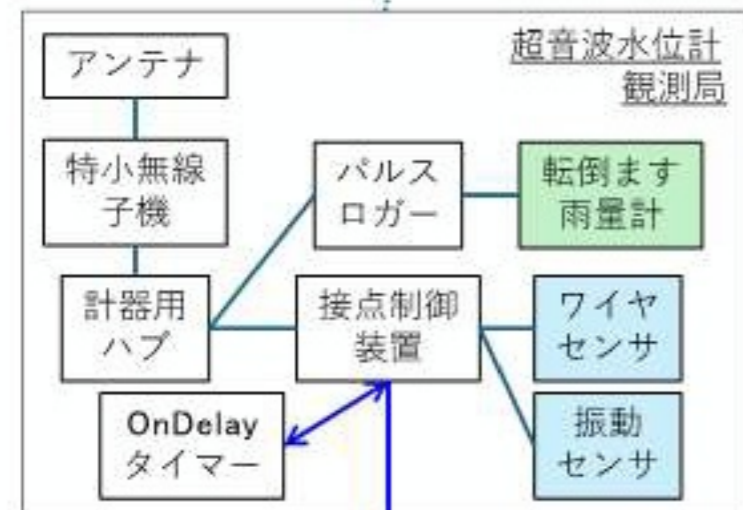 超音波水位計
観測局
アンテナ
特小無線
子機
パルス
ロガー
転倒ます
雨量計
計器用
ハブ
接点制御
装置
ワイヤ
センサ
OnDelay
タイマー
振動
センサ